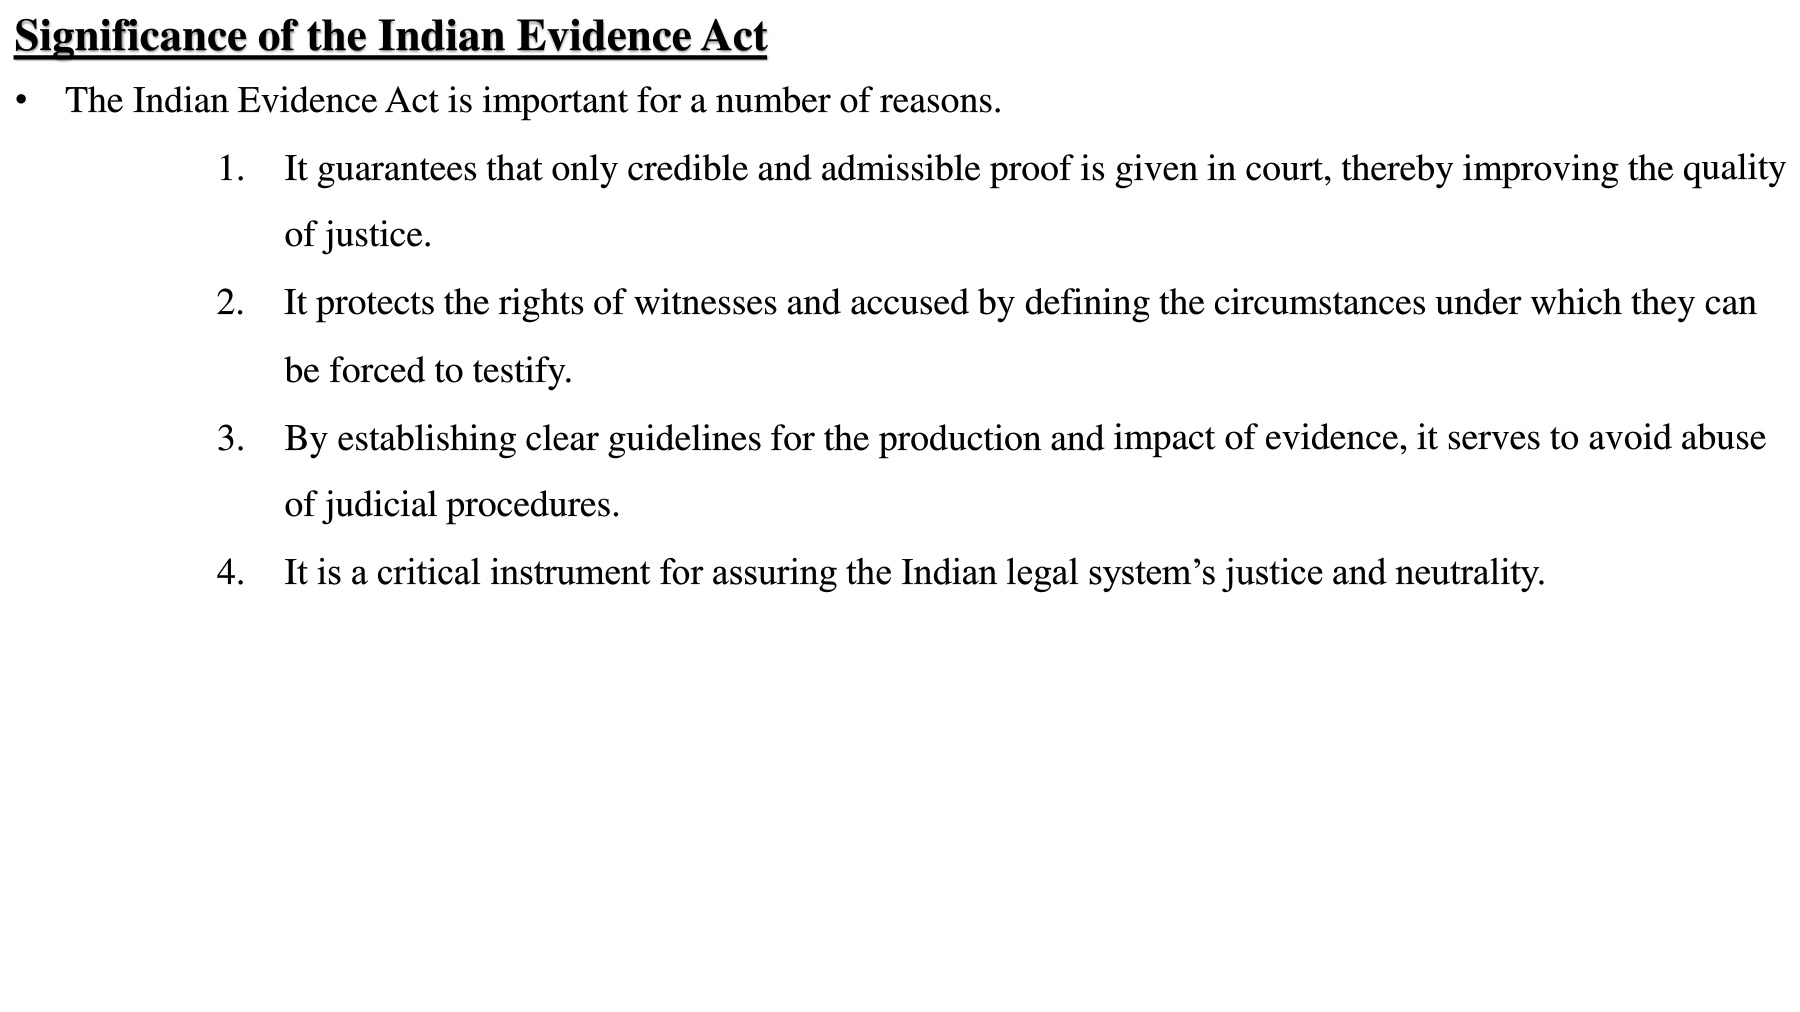 Significance of the Indian Evidence Act
• The Indian Evidence Act is important for a number of reasons.
1. It guarantees that only credible and admissible proof is given in court, thereby improving the quality
of justice.
2. It protects the rights of witnesses and accused by defining the circumstances under which they can
be forced to testify.
3. By establishing clear guidelines for the production and impact of evidence, it serves to avoid abuse
of judicial procedures.
4. It is a critical instrument for assuring the Indian legal system’s justice and neutrality.